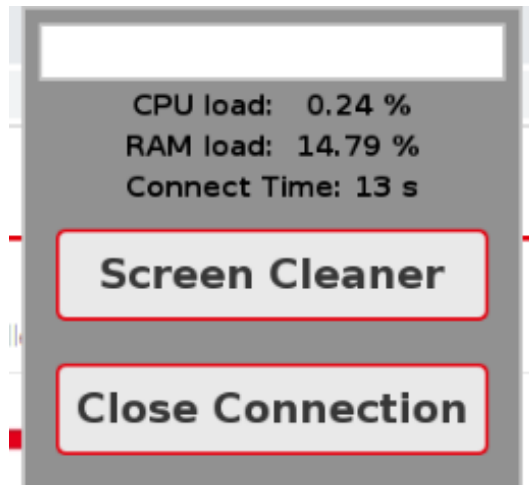 CPU load: 0.24 %
RAM load: 14.79 %
Connect Time: 13 s
Screen Cleaner
Close Connection